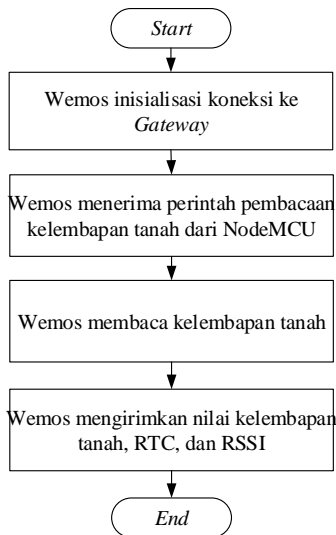 Start
Wemos inisialisasi koneksi ke
Gateway
Wemos menerima perintah pembacaan
kelembapan tanah dari NodeMCU
Wemos membaca kelembapan tanah
Wemos mengirimkan nilai kelembapan
tanah, RTC, dan RSSI
End